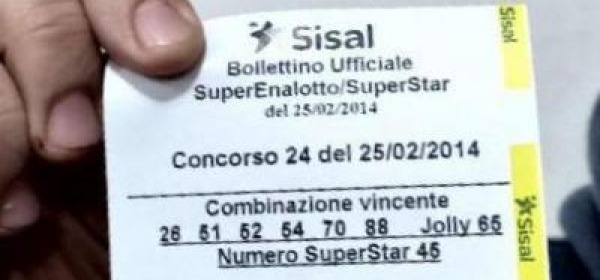 Sisal
Bollettino Ufficiale
SuperEnalotto/SuperStar
del 25/02/2014
Concorso 24 del 25/02/2014
Combinazione vincente
26 51 52 54 70 88 Jolly 65
Numero SuperStar 45
Sisal
Sisal